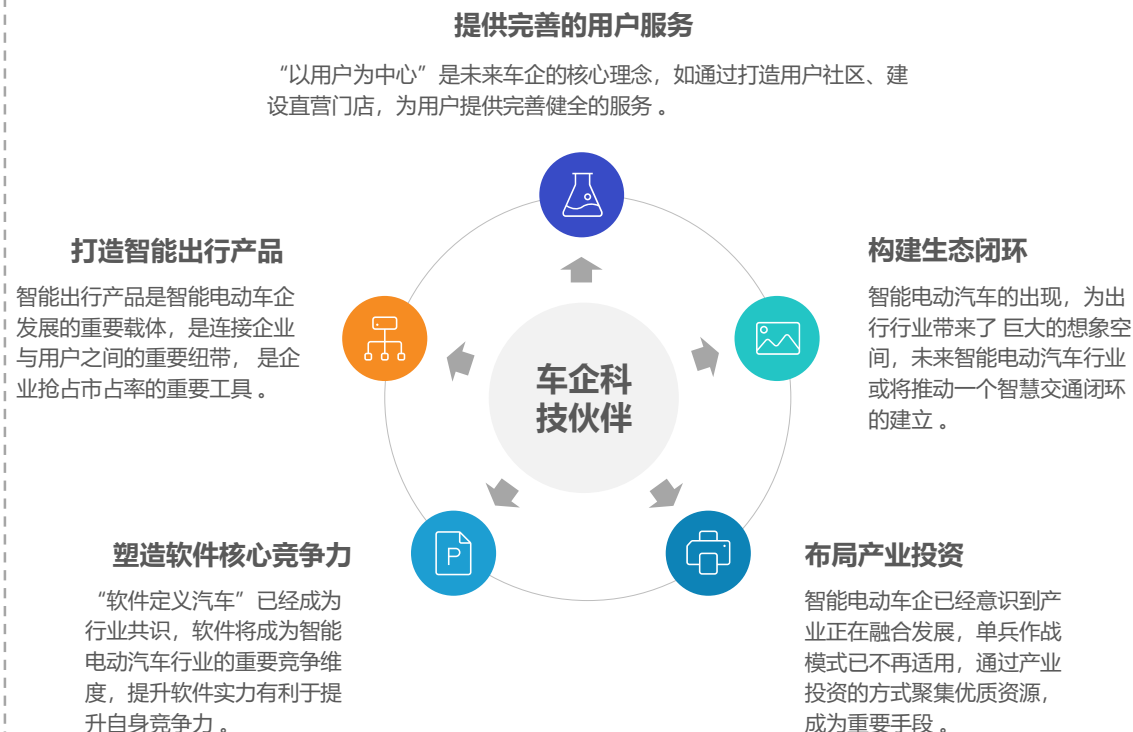 提供完善的用户服务
“以用户为中心”是未来车企的核心理念，如通过打造用户社区、建
设直营门店，为用户提供完善健全的服务 。
打造智能出行产品
智能出行产品是智能电动车企
发展的重要载体，是连接企业
与用户之间的重要纽带， 是企
业抢占市占率的重要工具 。
构建生态闭环
智能电动汽车的出现，为出
行行业带来了 巨大的想象空
间，未来智能电动汽车行业
或将推动一个智慧交通闭环
的建立 。
车企科
技伙伴
P
塑造软件核心竞争力
“软件定义汽车”已经成为
行业共识，软件将成为智能
电动汽车行业的重要竞争维
度，提升软件实力有利于提
升自身竞争力 。
布局产业投资
智能电动车企已经意识到产
业正在融合发展，单兵作战
模式已不再适用，通过产业
投资的方式聚集优质资源，
成为重要手段 。